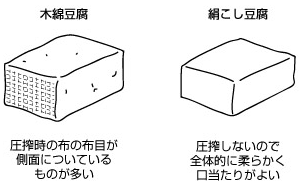 木綿豆腐
圧搾時の布の布目が
側面についている
ものが多い
絹こし豆腐
圧搾しないので
全体的に柔らかく
口当たりがよい